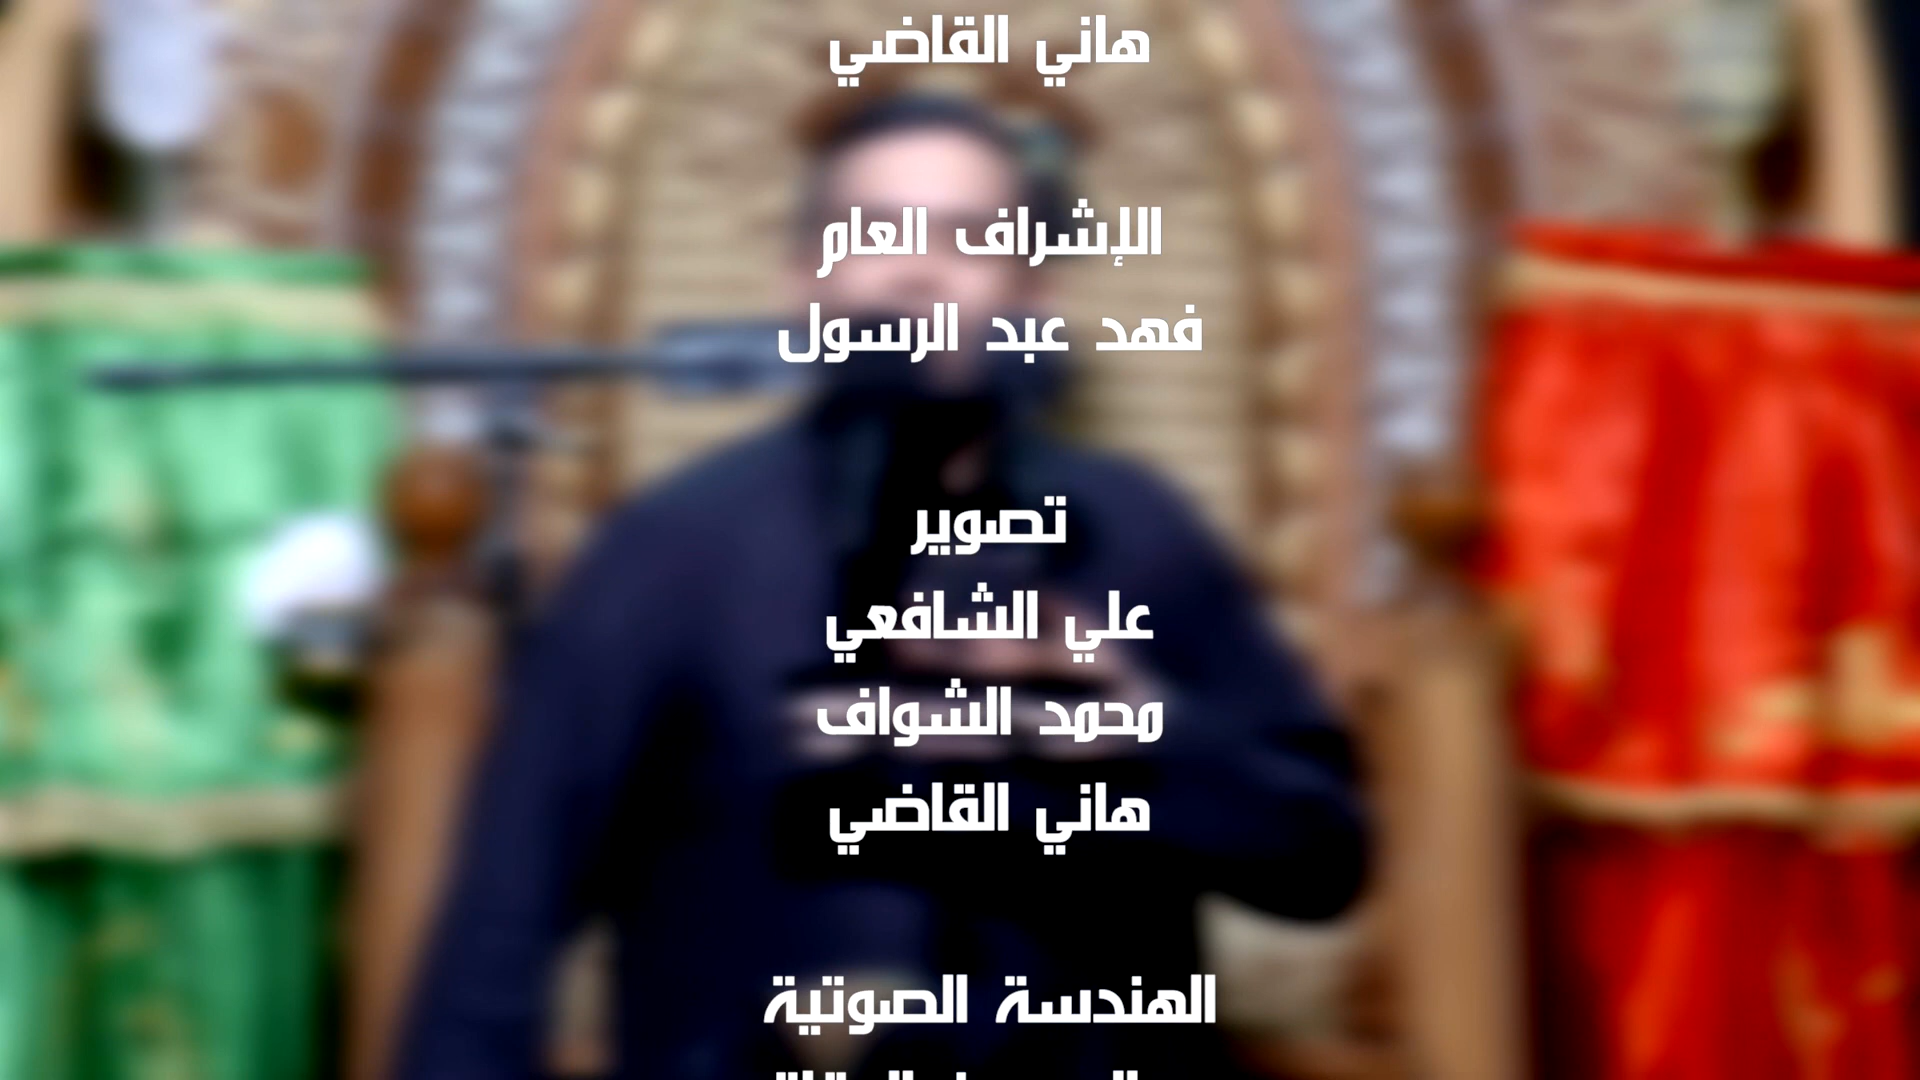 هاني القاضي
الإشراف العام
فهد عبد الرسول
تصوير
علي الشافعي
محمد الشواف
هاني القاضي
الهندسة الصوتية